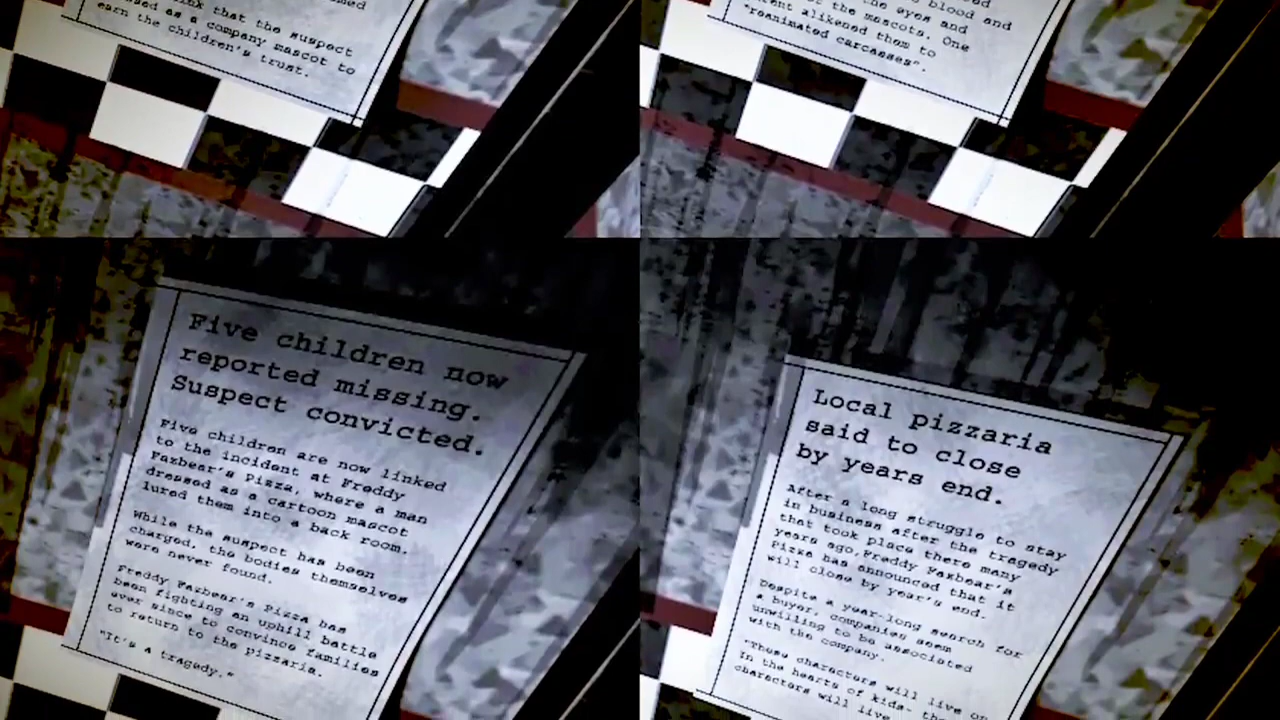 think that the suspect
dressed as a company mascot to
earn the children's trust.
blood and
the eyes and
of the mascots. One
alikened them to
"reanimated carcasses".
Five children now
reported missing.
Suspect convicted.
Five children are now linked
to the incident at Freddy
Fazbear's Pizza, where a man
dressed as a cartoon mascot
lured them into a back room.
While the suspect has been
charged, the bodies themselves
were never found.
Freddy Fazbear's Pizza has
been fighting an uphill battle
ever since to convince families
to return to the pizzaria.
"It's a tragedy."
Local pizzaria
said to close
by years end.
After a long struggle to stay
in business after the tragedy
that took place there many
years ago,Freddy Fazbear's
Pizza has announced that it
will close by year's end.
Despite a year-long search for
a buyer, companies seem
unwilling to be associated
with the company.
"These characters will live on
In the hearts of kids- these
characters will live